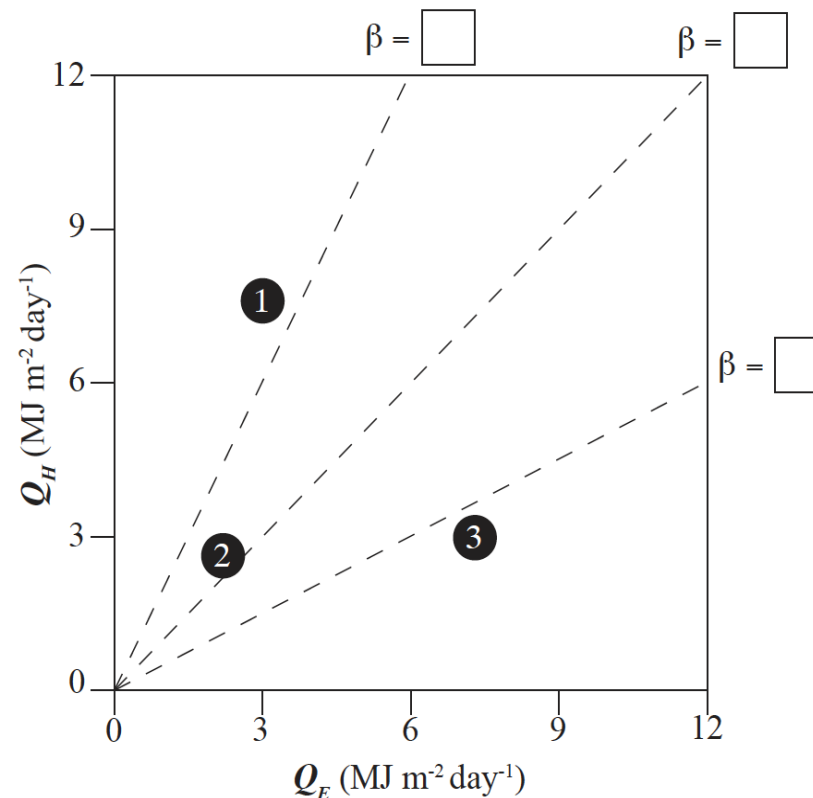 β =
β =
12
9
1
β =
6
Q_H (MJ m⁻² day⁻¹)
3
2
3
0
0 3 6 9 12
Q_E (MJ m⁻² day⁻¹)